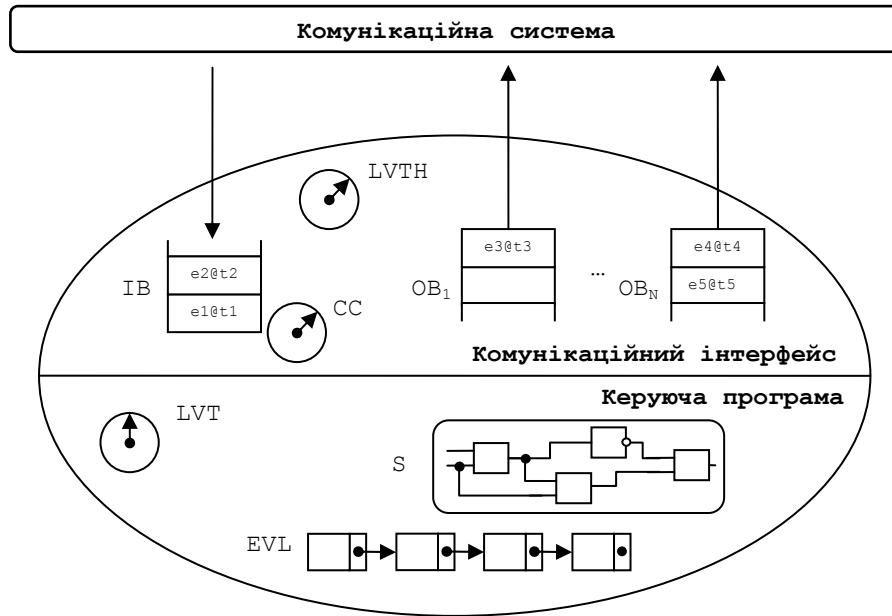 Комунікаційна система
LVTH
e3@t3
e4@t4
e2@t2
e5@t5
IB
OB1
...
OBN
e1@t1
CC
Комунікаційний інтерфейс
Керуюча програма
LVT
S
EVL